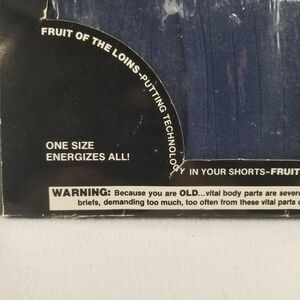 FRUIT OF THE LOINS-PUTTING TECHNOLOGY IN YOUR SHORTS-FRUIT
ONE SIZE
ENERGIZES ALL!
WARNING: Because you are OLD...vital body parts are
briefs, demanding too much, too often from these vital parts